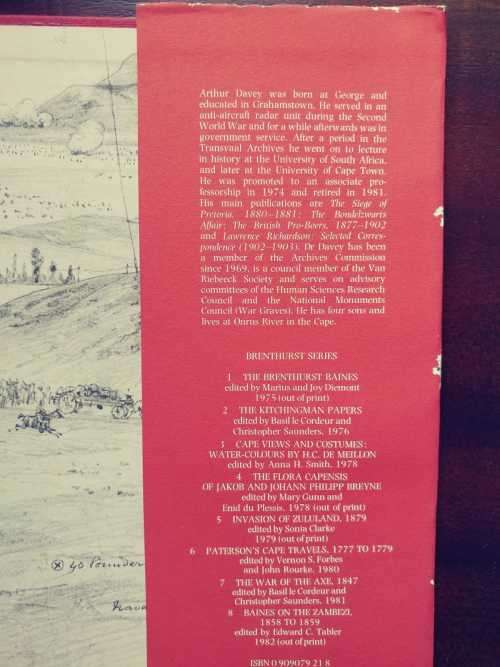 Arthur Davey was born at George and
educated in Grahamstown. He served in an
anti-aircraft radar unit during the Second
World War and for a while afterwards was in
government service. After a period in the
Transvaal Archives he went on to lecture
in history at the University of South Africa,
and later at the University of Cape Town.
He was promoted to an associate pro-
fessorship in 1974 and retired in 1981.
His main publications are The Siege of
Pretoria, 1880–1881; The Bondelzwarts
Affair; The British Pro-Boers, 1877–1902
and Lawrence Richardson: Selected Corres-
pondence (1902–1903). Dr Davey has been
a member of the Archives Commission
since 1969, is a council member of the Van
Riebeeck Society and serves on advisory
committees of the Human Sciences Research
Council and the National Monuments
Council (War Graves). He has four sons and
lives at Onrus River in the Cape.
BRENTHURST SERIES
1 THE BRENTHURST BAINES
edited by Marius and Joy Diemont
1975 (out of print)
2 THE KITCHINGMAN PAPERS
edited by Basil le Cordeur and
Christopher Saunders, 1976
3 CAPE VIEWS AND COSTUMES:
WATER-COLOURS BY H.C. DE MEILLON
edited by Anna H. Smith, 1978
4 THE FLORA CAPENSIS
OF JAKOB AND JOHANN PHILIPP BREYNE
edited by Mary Gunn and
Enid du Plessis, 1978 (out of print)
5 INVASION OF ZULULAND, 1879
edited by Sonia Clarke
1979 (out of print)
6 PATERSON'S CAPE TRAVELS, 1777 TO 1779
edited by Vernon S. Forbes
and John Rourke, 1980
7 THE WAR OF THE AXE, 1847
edited by Basil le Cordeur and
Christopher Saunders, 1981
8 BAINES ON THE ZAMBEZI,
1858 TO 1859
edited by Edward C. Tabler
1982 (out of print)
ISBN 0 909079 21 8
40 Pounder